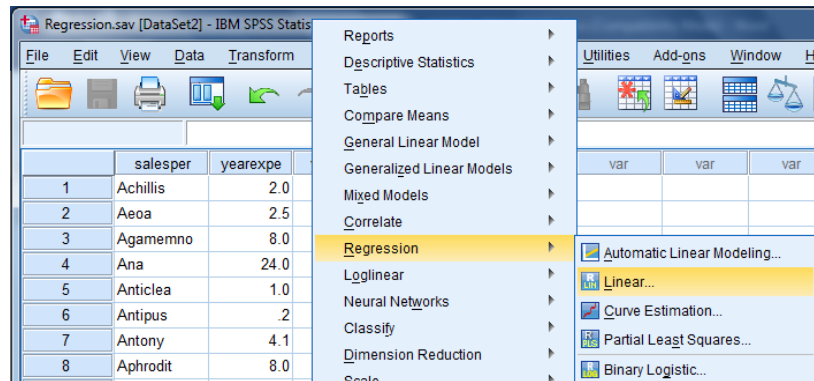 Regression.sav [DataSet2] - IBM SPSS Statis
File Edit View Data Transform
Utilities Add-ons Window H
salesper yearexpe
var var var
1 Achillis 2.0
2 Aeoa 2.5
3 Agamemno 8.0
4 Ana 24.0
5 Anticlea 1.0
6 Antipus .2
7 Antony 4.1
8 Aphrodit 8.0
Reports
Descriptive Statistics
Tables
Compare Means
General Linear Model
Generalized Linear Models
Mixed Models
Correlate
Regression
Loglinear
Neural Networks
Classify
Dimension Reduction
Automatic Linear Modeling...
R LIN Linear...
Curve Estimation...
R PLS Partial Least Squares...
R LOG Binary Logistic...